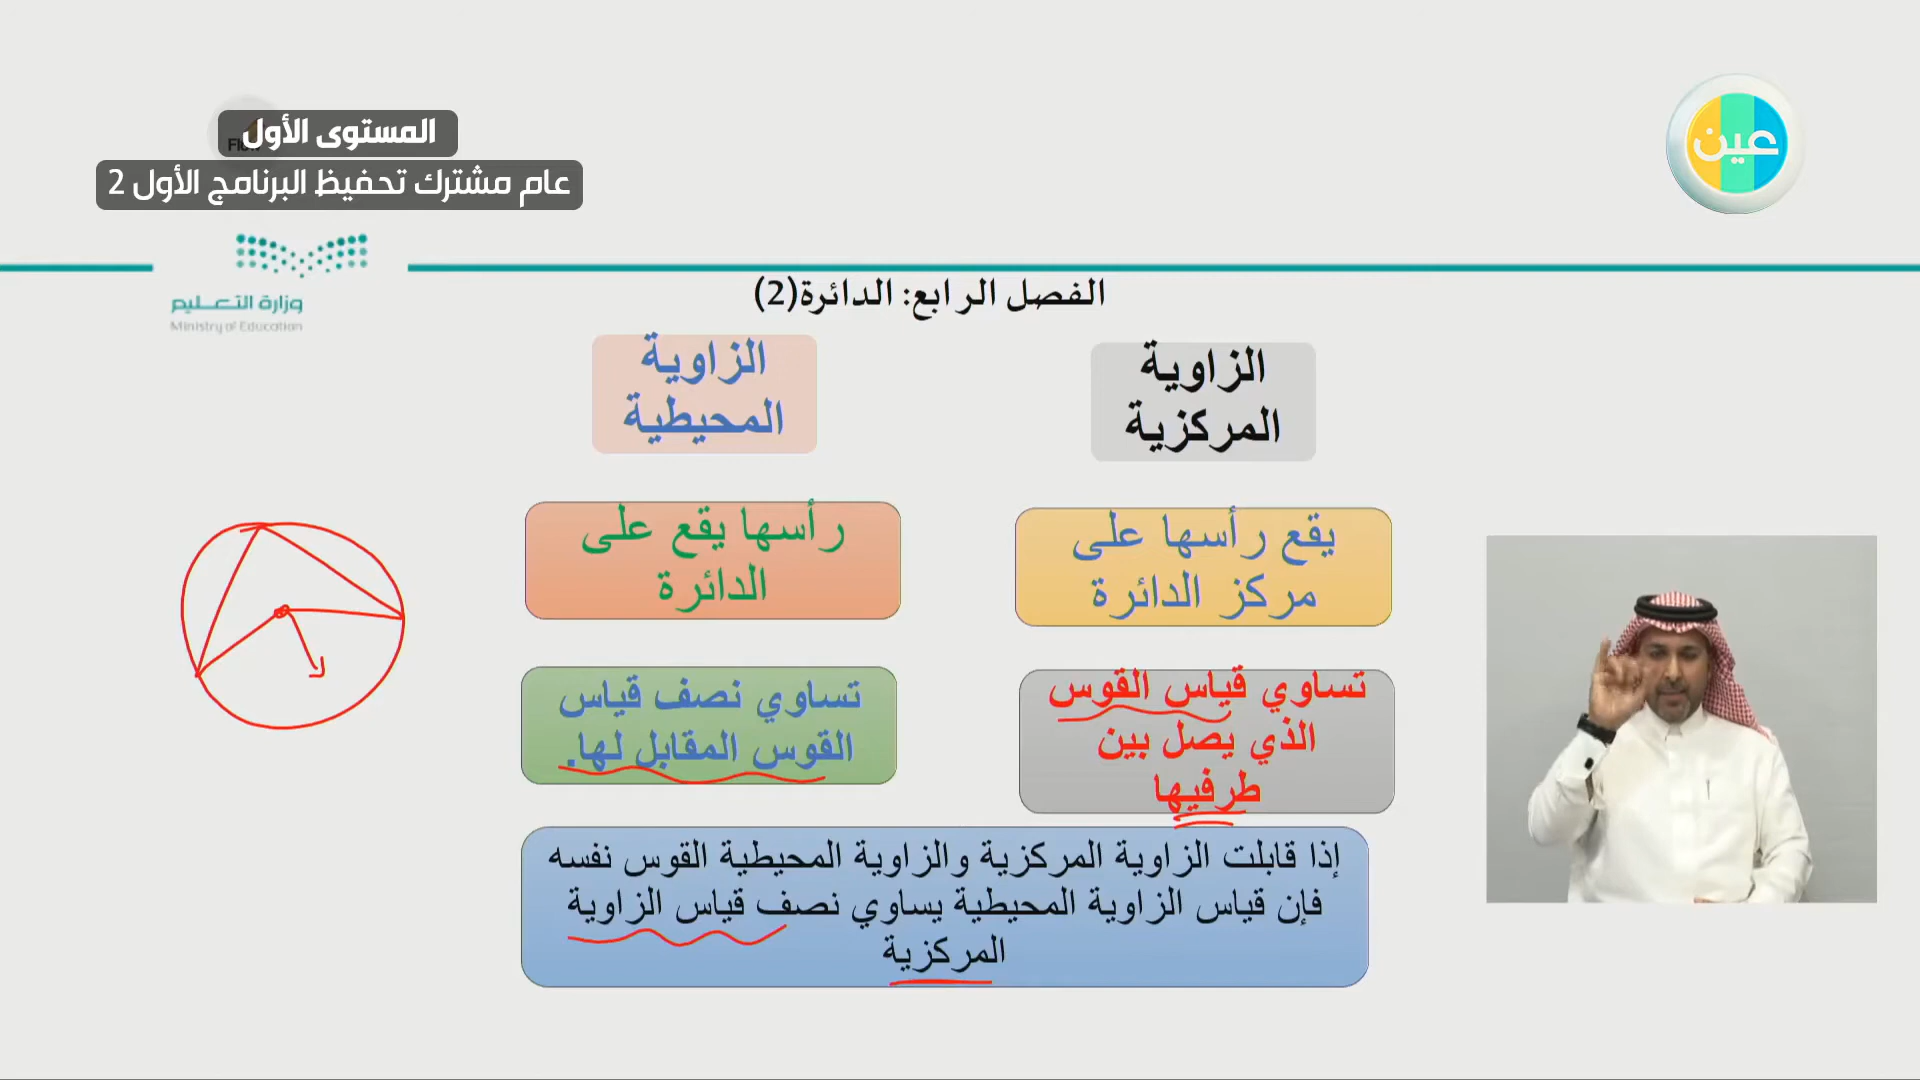 المستوى الأول
عام مشترك تحفيظ البرنامج الأول 2
عين
وزارة التعليم
Ministry of Education
الفصل الرابع: الدائرة(2)
الزاوية
المركزية
الزاوية
المحيطية
يقع رأسها على
مركز الدائرة
رأسها يقع على
الدائرة
تساوي قياس القوس
الذي يصل بين
طرفيها
تساوي نصف قياس
القوس المقابل لها.
إذا قابلت الزاوية المركزية والزاوية المحيطية القوس نفسه
فإن قياس الزاوية المحيطية يساوي نصف قياس الزاوية
المركزية